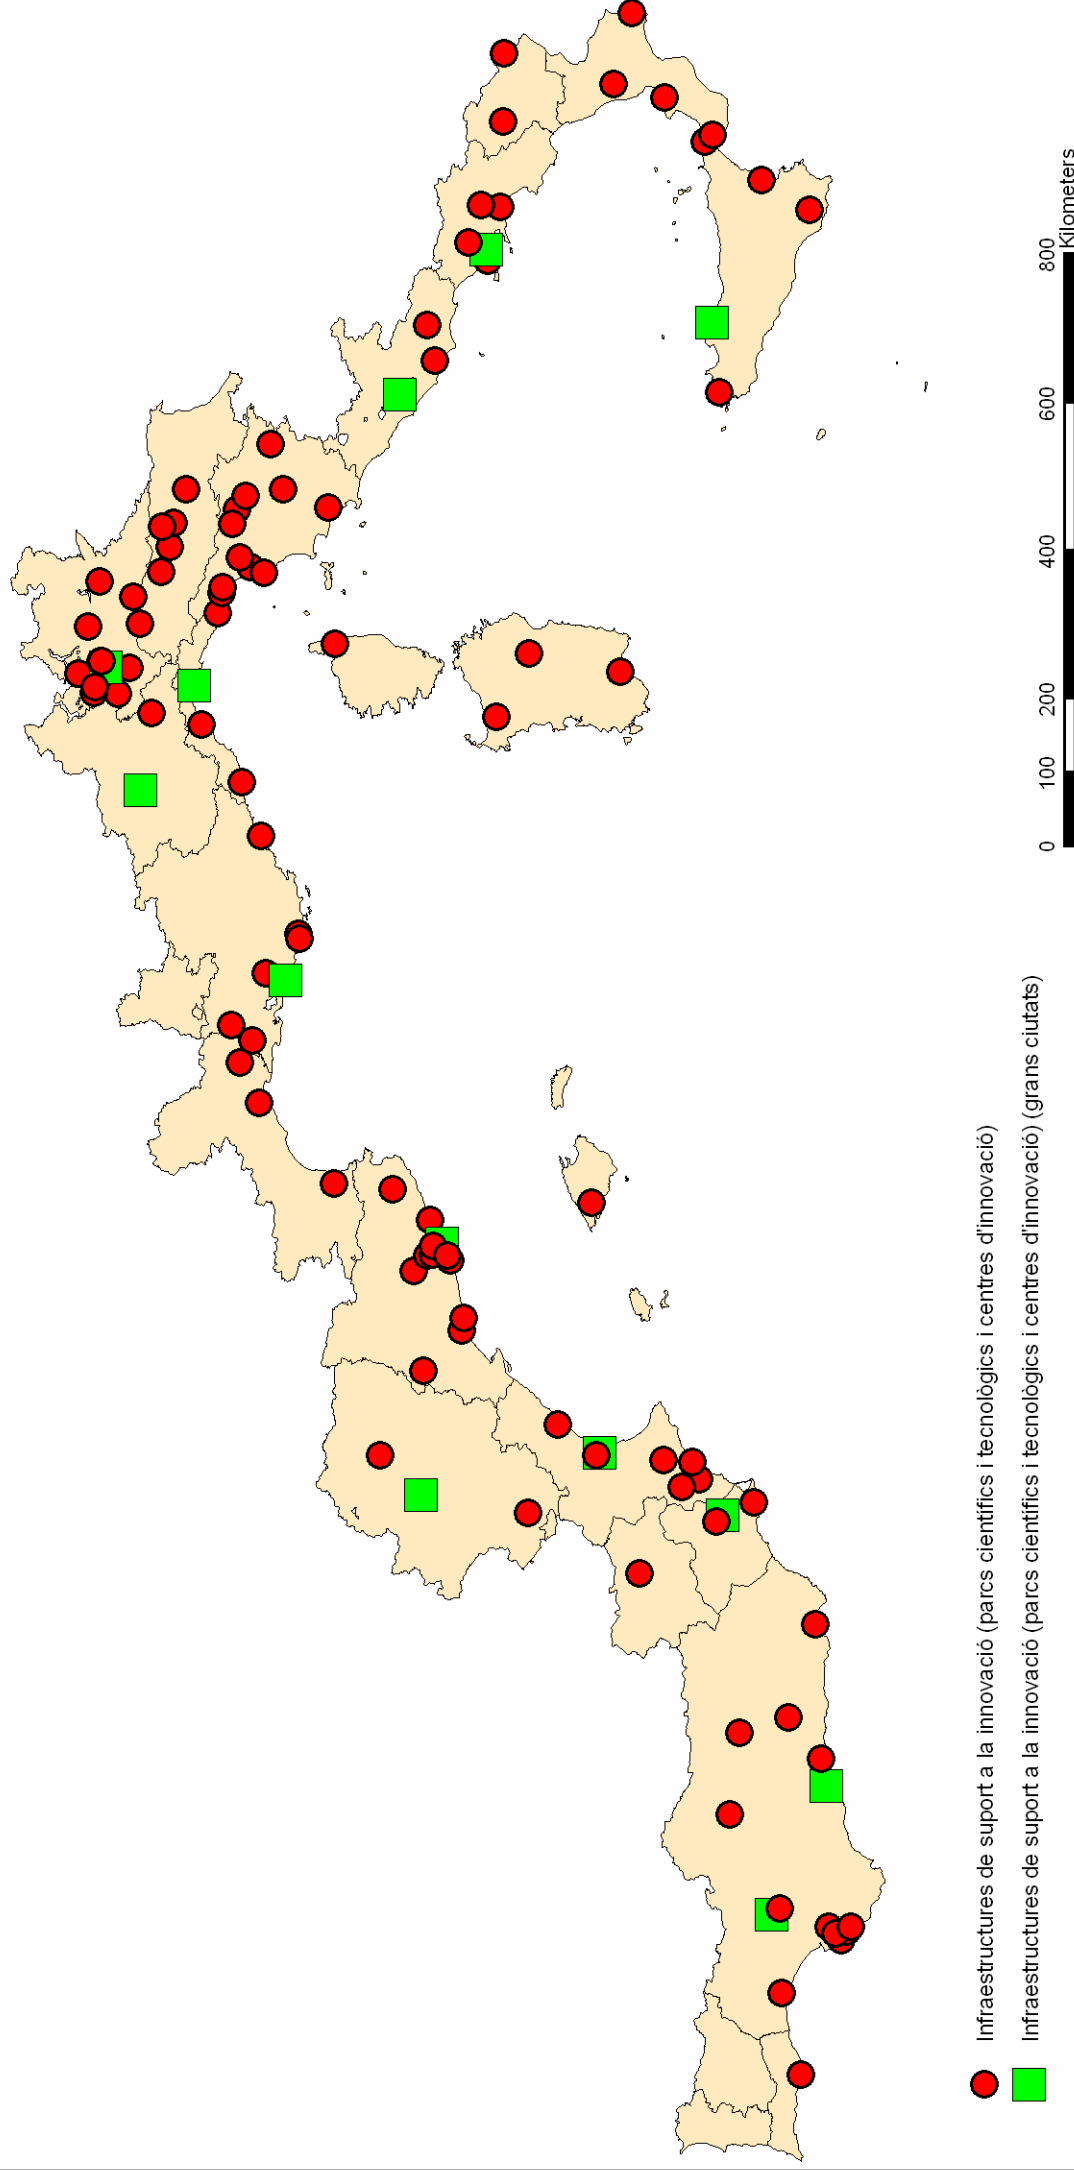 0 100 200 400 600 800
Kilometers
Infraestructures de suport a la innovació (parcs científics i tecnològics i centres d'innovació)
Infraestructures de suport a la innovació (parcs científics i tecnològics i centres d'innovació) (grans ciutats)